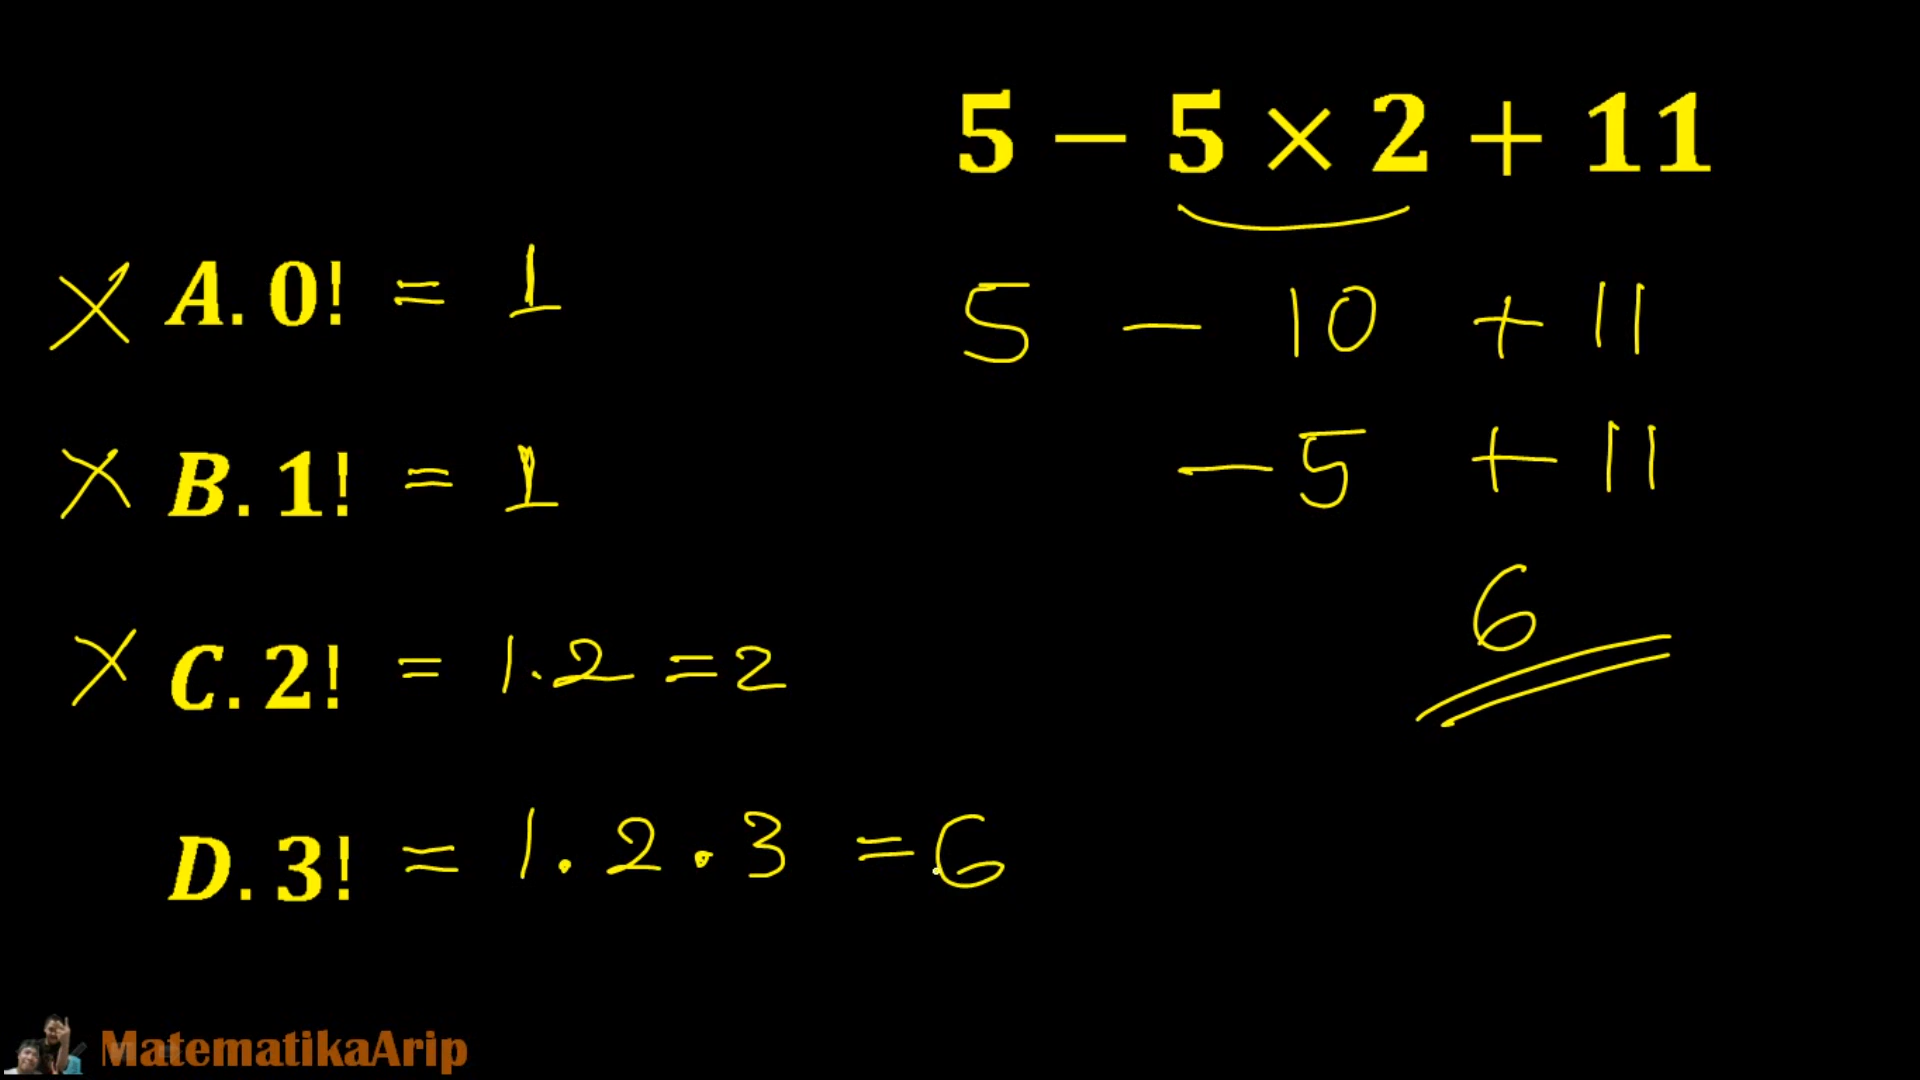 5 − 5 × 2 + 11
A. 0! = 1
5 − 10 + 11
B. 1! = 1
− 5 + 11
6
C. 2! = 1.2 = 2
D. 3! = 1.2.3 = 6
MatematikaArip